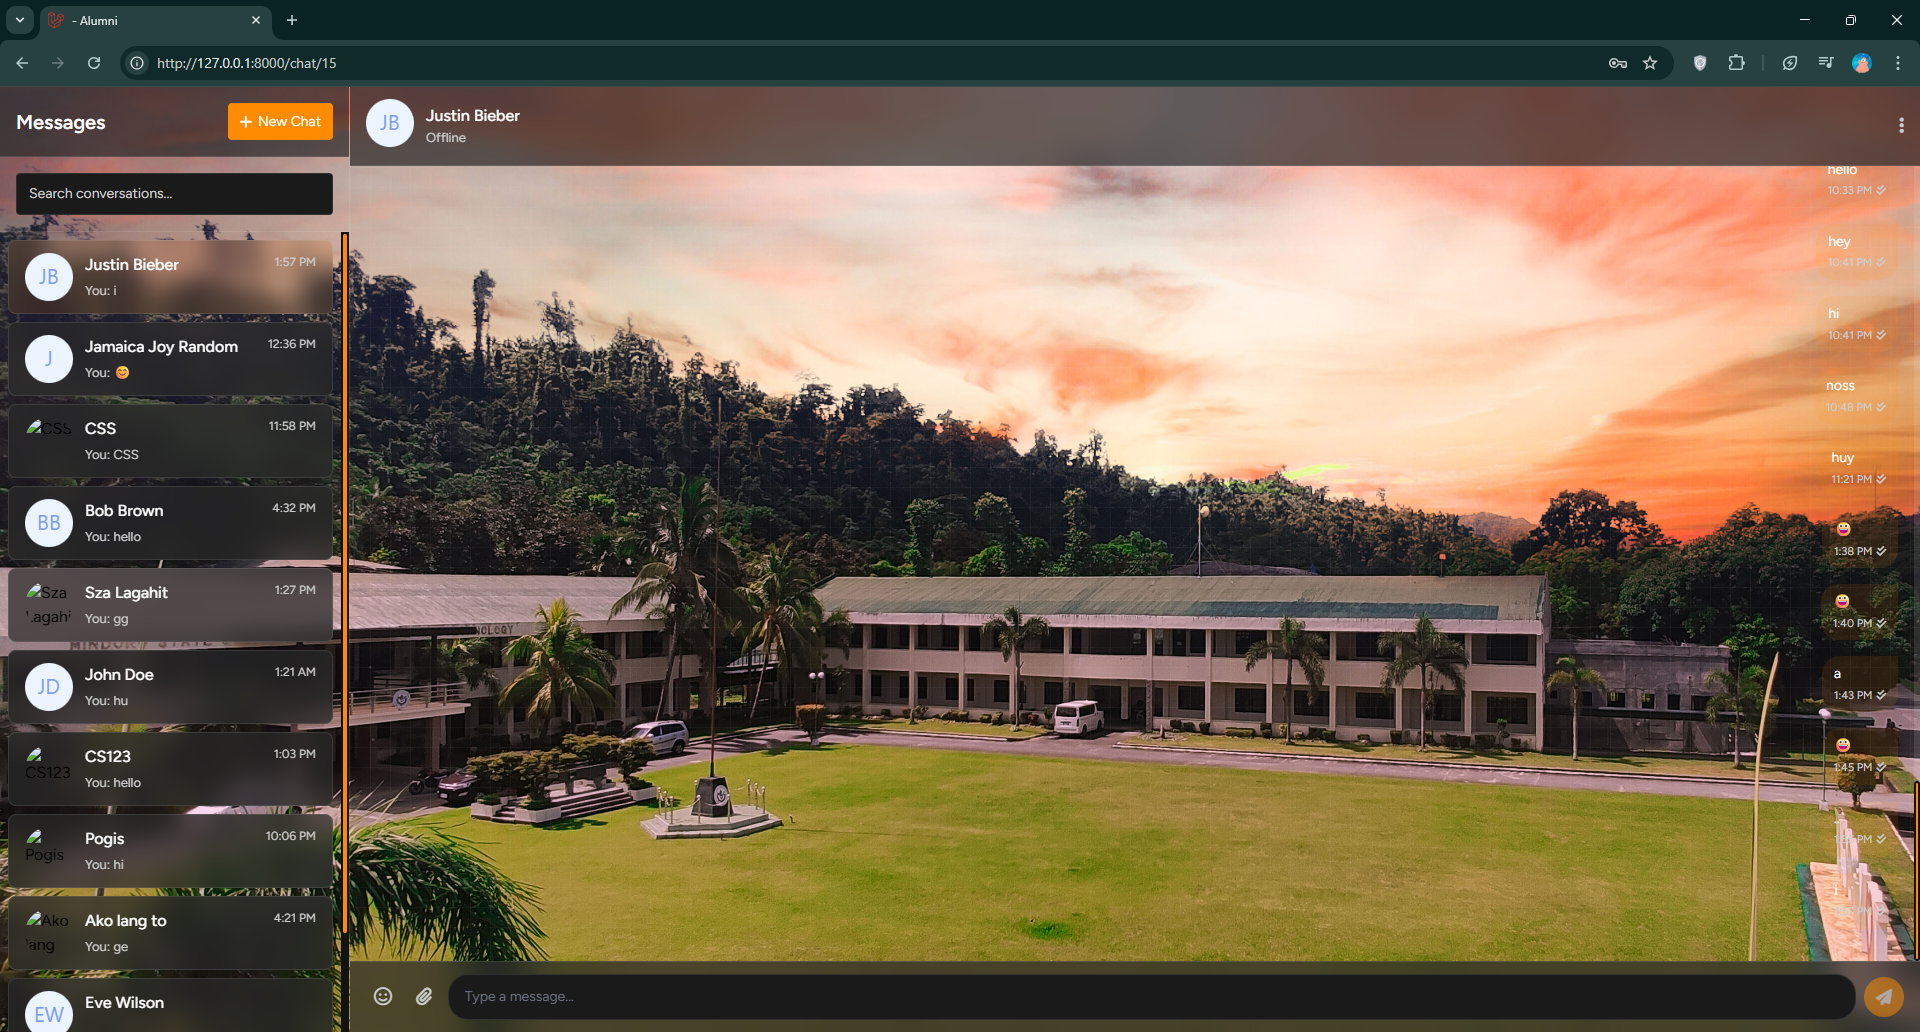 - Alumni
http://127.0.0.1:8000/chat/15
Messages
New Chat
Search conversations...
JB
Justin Bieber
1:57 PM
You: i
J
Jamaica Joy Random
12:36 PM
You: 😊
CSS
CSS
11:58 PM
You: CSS
BB
Bob Brown
4:32 PM
You: hello
Sza
Lagahit
Sza Lagahit
1:27 PM
You: gg
JD
John Doe
1:21 AM
You: hu
CS123
CS123
1:03 PM
You: hello
Pogis
Pogis
10:06 PM
You: hi
Ako
lang
Ako lang to
4:21 PM
You: ge
EW
Eve Wilson
JB
Justin Bieber
Offline
hello
10:33 PM
hey
10:41 PM
hi
10:41 PM
noss
10:48 PM
huy
11:21 PM
1:38 PM
1:40 PM
a
1:43 PM
1:45 PM
PM
i
Type a message...